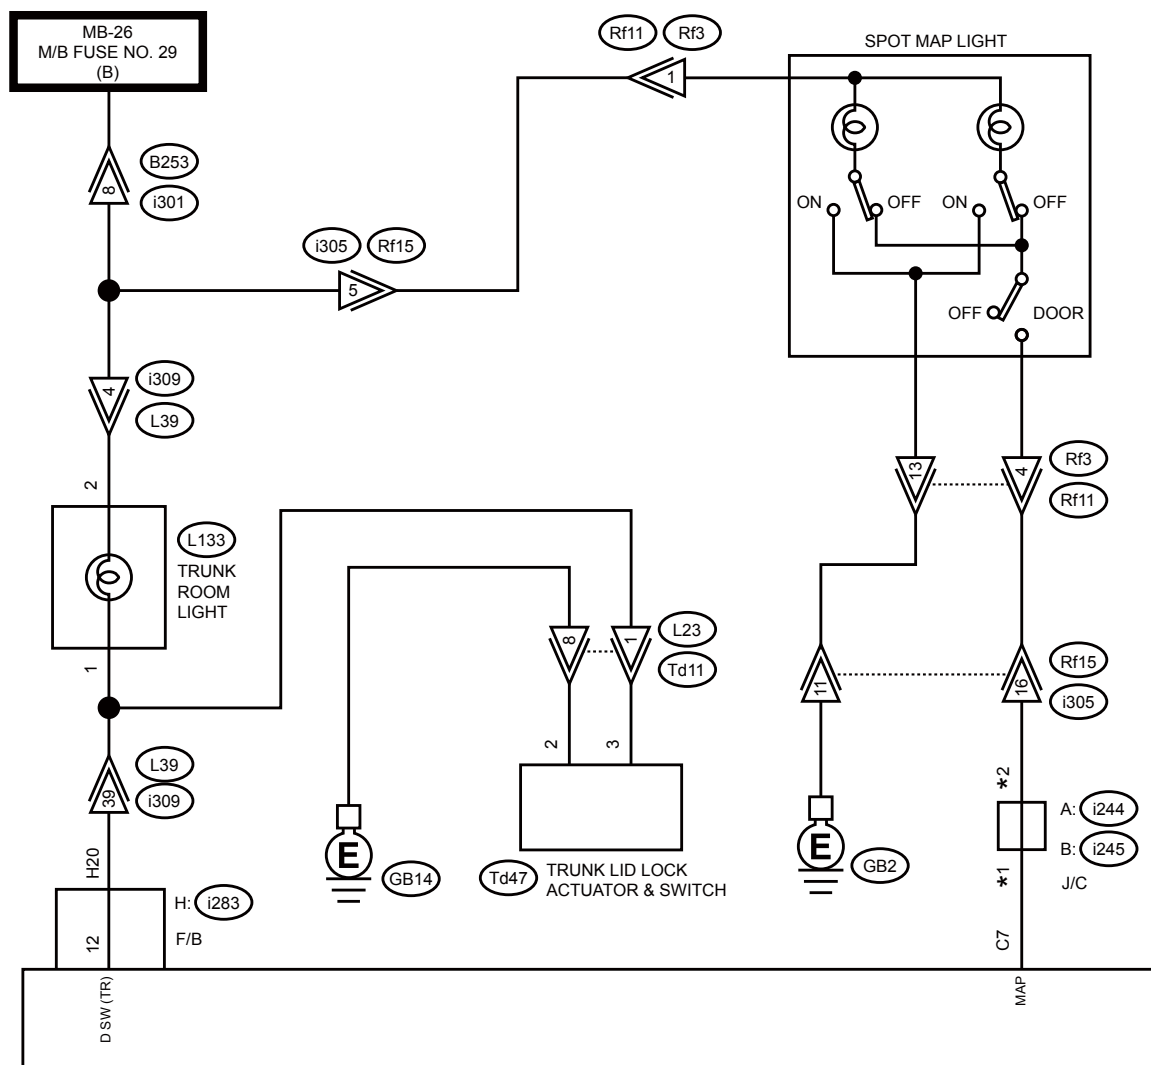 MB-26
M/B FUSE NO. 29
(B)
Rf11
Rf3
SPOT MAP LIGHT
1
B253
8
i301
ON
OFF
ON
OFF
i305
Rf15
5
OFF
DOOR
4
i309
L39
2
13
4
Rf3
Rf11
L133
TRUNK
ROOM
LIGHT
8
1
L23
Td11
11
16
Rf15
i305
1
2
3
L39
39
i309
*2
A: i244
B: i245
J/C
*1
E
GB14
Td47
TRUNK LID LOCK
ACTUATOR & SWITCH
E
GB2
H20
H: i283
F/B
12
C7
D SW (TR)
MAP